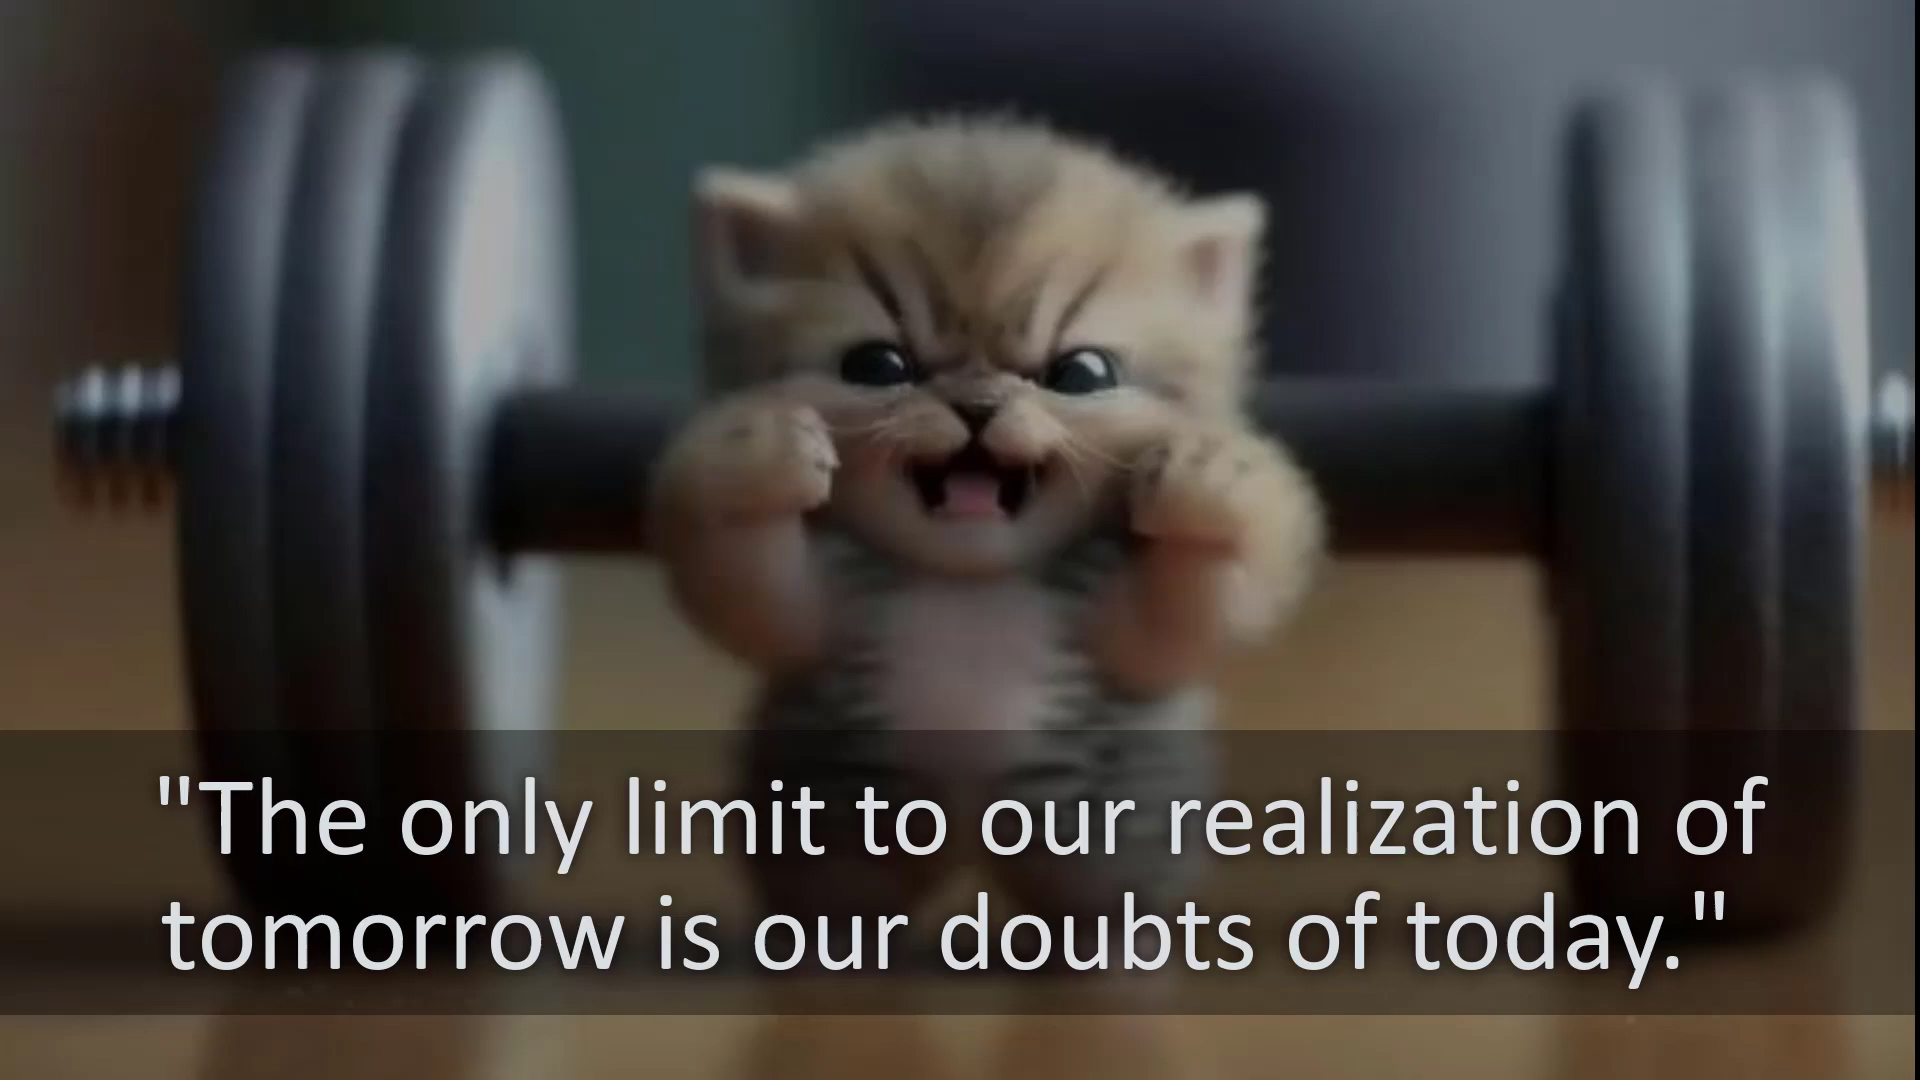 "The only limit to our realization of
tomorrow is our doubts of today."